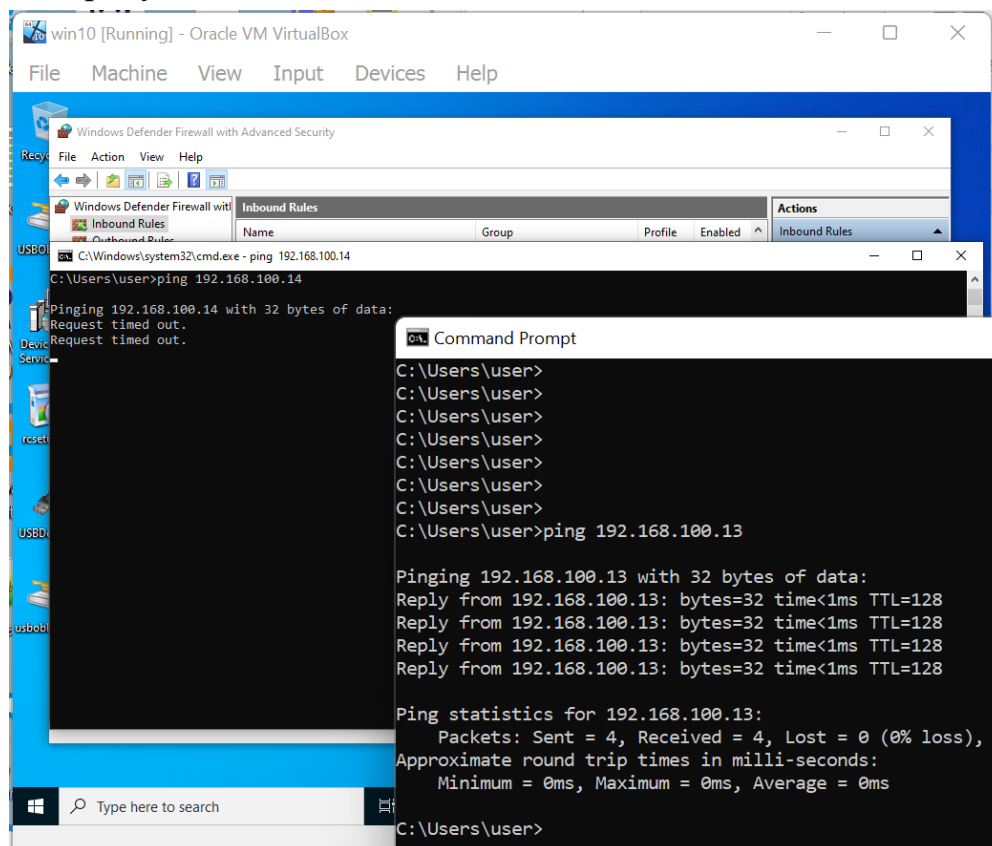 win10 [Running] - Oracle VM VirtualBox
File Machine View Input Devices Help
Windows Defender Firewall with Advanced Security
File Action View Help
Windows Defender Firewall with
Inbound Rules
Inbound Rules
Name Group Profile Enabled
Actions
Inbound Rules
C:\Windows\system32\cmd.exe - ping 192.168.100.14
C:\Users\user>ping 192.168.100.14
Pinging 192.168.100.14 with 32 bytes of data:
Request timed out.
Request timed out.
Command Prompt
C:\Users\user>
C:\Users\user>
C:\Users\user>
C:\Users\user>
C:\Users\user>
C:\Users\user>
C:\Users\user>
C:\Users\user>ping 192.168.100.13
Pinging 192.168.100.13 with 32 bytes of data:
Reply from 192.168.100.13: bytes=32 time<1ms TTL=128
Reply from 192.168.100.13: bytes=32 time<1ms TTL=128
Reply from 192.168.100.13: bytes=32 time<1ms TTL=128
Reply from 192.168.100.13: bytes=32 time<1ms TTL=128
Ping statistics for 192.168.100.13:
Packets: Sent = 4, Received = 4, Lost = 0 (0% loss),
Approximate round trip times in milli-seconds:
Minimum = 0ms, Maximum = 0ms, Average = 0ms
C:\Users\user>
Type here to search